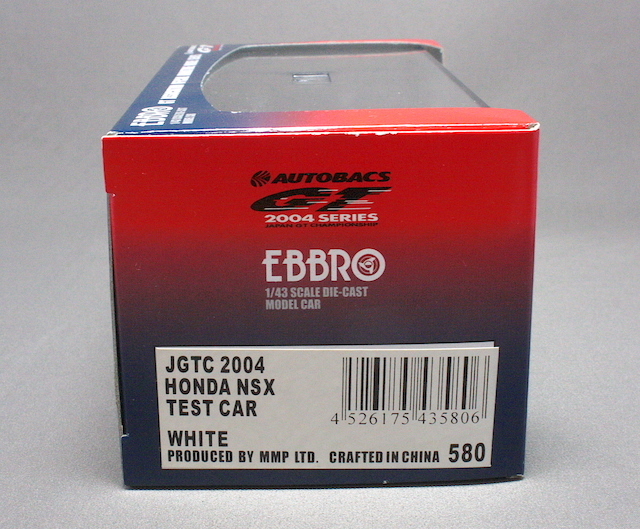 AUTOBACS
GT
2004 SERIES
JAPAN GT CHAMPIONSHIP
EBBRO
1/43 SCALE DIE-CAST
MODEL CAR
JGTC 2004
HONDA NSX
TEST CAR
WHITE
4 526175 435806
PRODUCED BY MMP LTD. CRAFTED IN CHINA 580